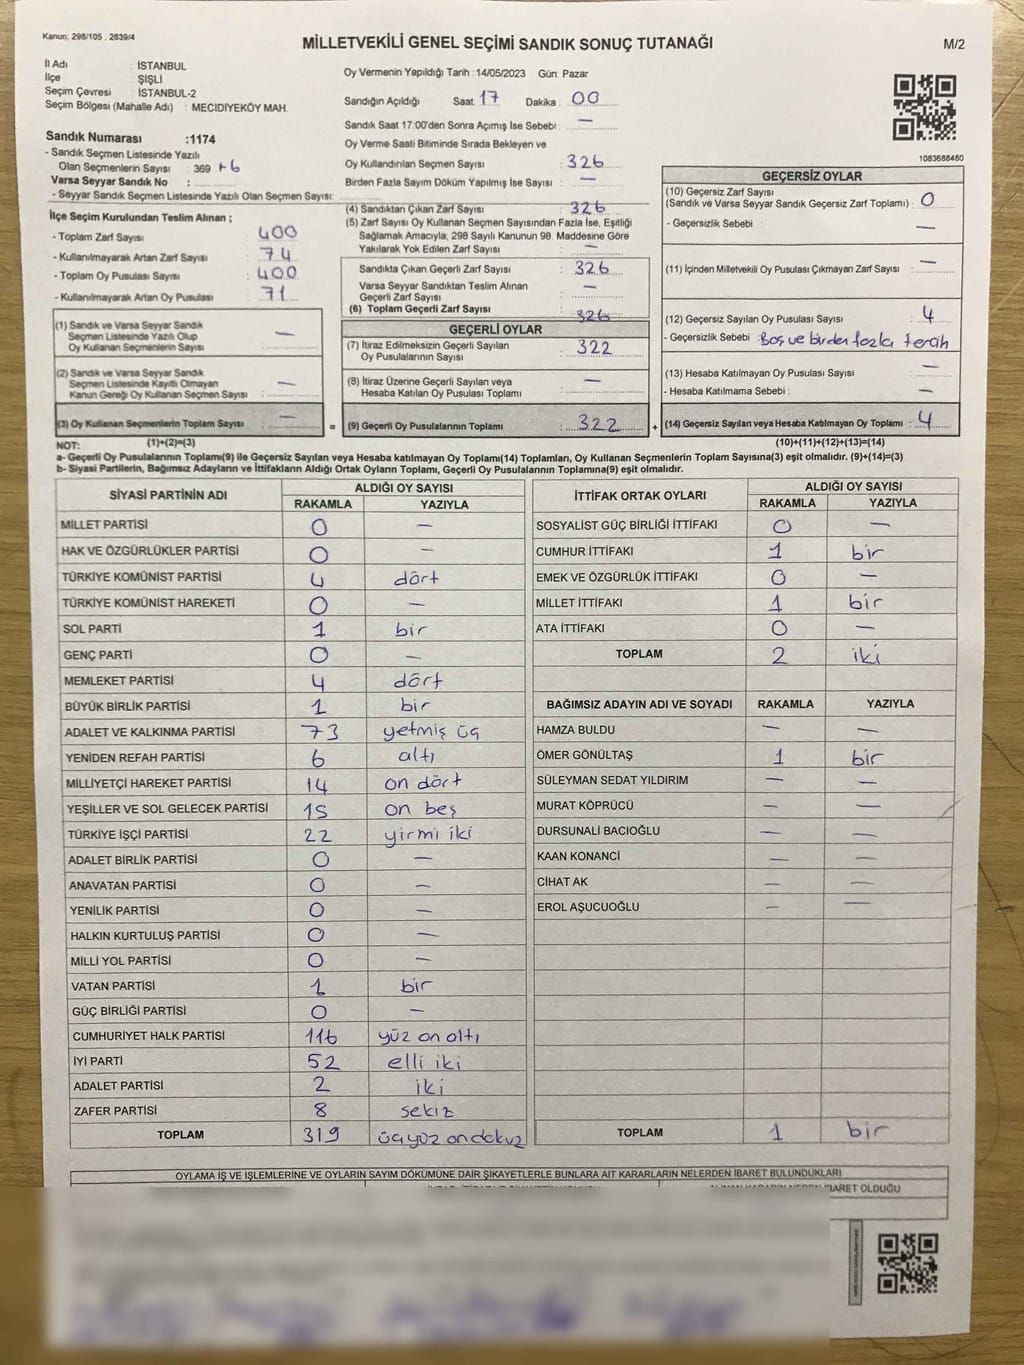 Kanun: 298/105 , 2839/4
MİLLETVEKİLİ GENEL SEÇİMİ SANDIK SONUÇ TUTANAĞI
M/2
İl Adı : İSTANBUL
İlçe : ŞİŞLİ
Seçim Çevresi : İSTANBUL-2
Seçim Bölgesi (Mahalle Adı) : MECİDİYEKÖY MAH.
Sandık Numarası :1174
- Sandık Seçmen Listesinde Yazılı
Olan Seçmenlerin Sayısı : 369 +6
Varsa Seyyar Sandık No :
- Seyyar Sandık Seçmen Listesinde Yazılı Olan Seçmen Sayısı:
İlçe Seçim Kurulundan Teslim Alınan ;
- Toplam Zarf Sayısı : 400
- Kullanılmayarak Artan Zarf Sayısı : 74
- Toplam Oy Pusulası Sayısı : 400
- Kullanılmayarak Artan Oy Pusulası : 71
(1) Sandık ve Varsa Seyyar Sandık
Seçmen Listesinde Yazılı Olup
Oy Kullanan Seçmenlerin Sayısı : —
(2) Sandık ve Varsa Seyyar Sandık
Seçmen Listesinde Kayıtlı Olmayan
Kanun Gereği Oy Kullanan Seçmen Sayısı : —
(3) Oy Kullanan Seçmenlerin Toplam Sayısı : —
Oy Vermenin Yapıldığı Tarih :14/05/2023 Gün: Pazar
Sandığın Açıldığı Saat : 17 Dakika : 00
Sandık Saat 17:00'den Sonra Açımış İse Sebebi : —
Oy Verme Saati Bitiminde Sırada Bekleyen ve
Oy Kullandırılan Seçmen Sayısı : 326
Birden Fazla Sayım Döküm Yapılmış İse Sayısı : —
(4) Sandıktan Çıkan Zarf Sayısı : 326
(5) Zarf Sayısı Oy Kullanan Seçmen Sayısından Fazla İse, Eşitliği
Sağlamak Amacıyla; 298 Sayılı Kanunun 98. Maddesine Göre
Yakılarak Yok Edilen Zarf Sayısı : —
Sandıkta Çıkan Geçerli Zarf Sayısı : 326
Varsa Seyyar Sandıktan Teslim Alınan
Geçerli Zarf Sayısı : —
(6) Toplam Geçerli Zarf Sayısı : 326
GEÇERLİ OYLAR
(7) İtiraz Edilmeksizin Geçerli Sayılan
Oy Pusulalarının Sayısı : 322
(8) İtiraz Üzerine Geçerli Sayılan veya
Hesaba Katılan Oy Pusulası Toplamı : —
= (9) Geçerli Oy Pusulalarının Toplamı : 322 +
1083688480
GEÇERSİZ OYLAR
(10) Geçersiz Zarf Sayısı
(Sandık ve Varsa Seyyar Sandık Geçersiz Zarf Toplamı) : 0
- Geçersizlik Sebebi : —
(11) İçinden Milletvekili Oy Pusulası Çıkmayan Zarf Sayısı : —
(12) Geçersiz Sayılan Oy Pusulası Sayısı : 4
- Geçersizlik Sebebi : Boş ve birden fazla tercih
(13) Hesaba Katılmayan Oy Pusulası Sayısı : —
- Hesaba Katılmama Sebebi : —
(14) Geçersiz Sayılan veya Hesaba Katılmayan Oy Toplamı : 4
NOT: (1)+(2)=(3) (10)+(11)+(12)+(13)=(14)
a- Geçerli Oy Pusulasının Toplamı(9) ile Geçersiz Sayılan veya Hesaba katılmayan Oy Toplamı(14) Toplamları, Oy Kullanan Seçmenlerin Toplam Sayısına(3) eşit olmalıdır. (9)+(14)=(3)
b- Siyasi Partilerin, Bağımsız Adayların ve İttifakların Aldığı Ortak Oyların Toplamı, Geçerli Oy Pusulalarının Toplamına(9) eşit olmalıdır.
SİYASİ PARTİNİN ADI ALDIĞI OY SAYISI
RAKAMLA YAZIYLA
MİLLET PARTİSİ 0 —
HAK VE ÖZGÜRLÜKLER PARTİSİ 0 —
TÜRKİYE KOMÜNİST PARTİSİ 4 dört
TÜRKİYE KOMÜNİST HAREKETİ 0 —
SOL PARTİ 1 bir
GENÇ PARTİ 0 —
MEMLEKET PARTİSİ 4 dört
BÜYÜK BİRLİK PARTİSİ 1 bir
ADALET VE KALKINMA PARTİSİ 73 yetmiş üç
YENİDEN REFAH PARTİSİ 6 altı
MİLLİYETÇİ HAREKET PARTİSİ 14 on dört
YEŞİLLER VE SOL GELECEK PARTİSİ 15 on beş
TÜRKİYE İŞÇİ PARTİSİ 22 yirmi iki
ADALET BİRLİK PARTİSİ 0 —
ANAVATAN PARTİSİ 0 —
YENİLİK PARTİSİ 0 —
HALKIN KURTULUŞ PARTİSİ 0 —
MİLLİ YOL PARTİSİ 0 —
VATAN PARTİSİ 1 bir
GÜÇ BİRLİĞİ PARTİSİ 0 —
CUMHURİYET HALK PARTİSİ 116 yüz on altı
İYİ PARTİ 52 elli iki
ADALET PARTİSİ 2 iki
ZAFER PARTİSİ 8 sekiz
TOPLAM 319 üçyüz ondokuz
İTTİFAK ORTAK OYLARI ALDIĞI OY SAYISI
RAKAMLA YAZIYLA
SOSYALİST GÜÇ BİRLİĞİ İTTİFAKI 0 —
CUMHUR İTTİFAKI 1 bir
EMEK VE ÖZGÜRLÜK İTTİFAKI 0 —
MİLLET İTTİFAKI 1 bir
ATA İTTİFAKI 0 —
TOPLAM 2 iki
BAĞIMSIZ ADAYIN ADI VE SOYADI RAKAMLA YAZIYLA
HAMZA BULDU — —
ÖMER GÖNÜLTAŞ 1 bir
SÜLEYMAN SEDAT YILDIRIM — —
MURAT KÖPRÜCÜ — —
DURSUNALİ BACIOĞLU — —
KAAN KONANCİ — —
CİHAT AK — —
EROL AŞUCUOĞLU — —
TOPLAM 1 bir
OYLAMA İŞ VE İŞLEMLERİNE VE OYLARIN SAYIM DÖKÜMÜNE DAİR ŞİKAYETLERLE BUNLARA AİT KARARLARIN NELERDEN İBARET BULUNDUKLARI
İBARET OLDUĞU